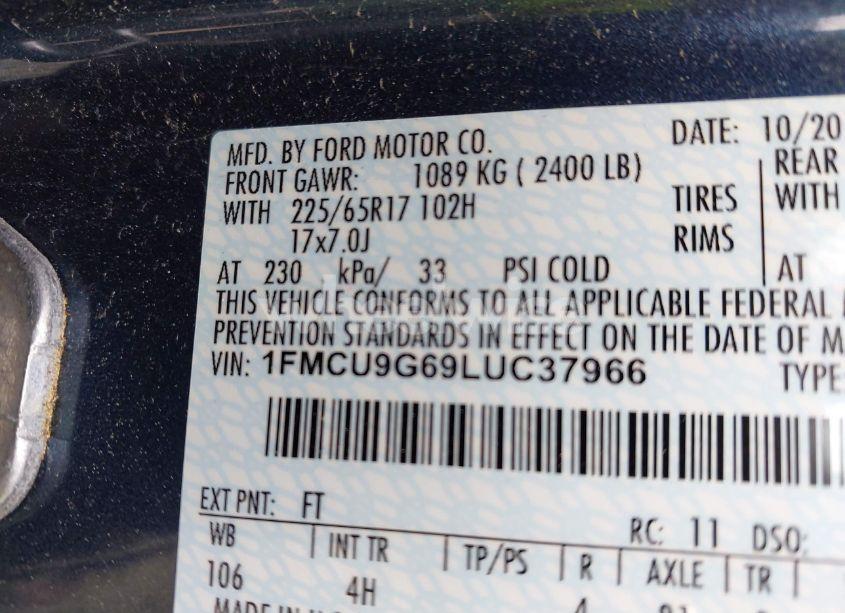 MFD. BY FORD MOTOR CO.
DATE: 10/20
FRONT GAWR: 1089 KG ( 2400 LB)
REAR
WITH 225/65R17 102H TIRES
WITH
17x7.0J RIMS
AT 230 kPa/ 33 PSI COLD
AT
THIS VEHICLE CONFORMS TO ALL APPLICABLE FEDERAL
PREVENTION STANDARDS IN EFFECT ON THE DATE OF M
VIN: 1FMCU9G69LUC37966
TYPE
EXT PNT: FT
RC: 11 DSO:
WB INT TR TP/PS R AXLE TR
106 4H 4
MADE IN